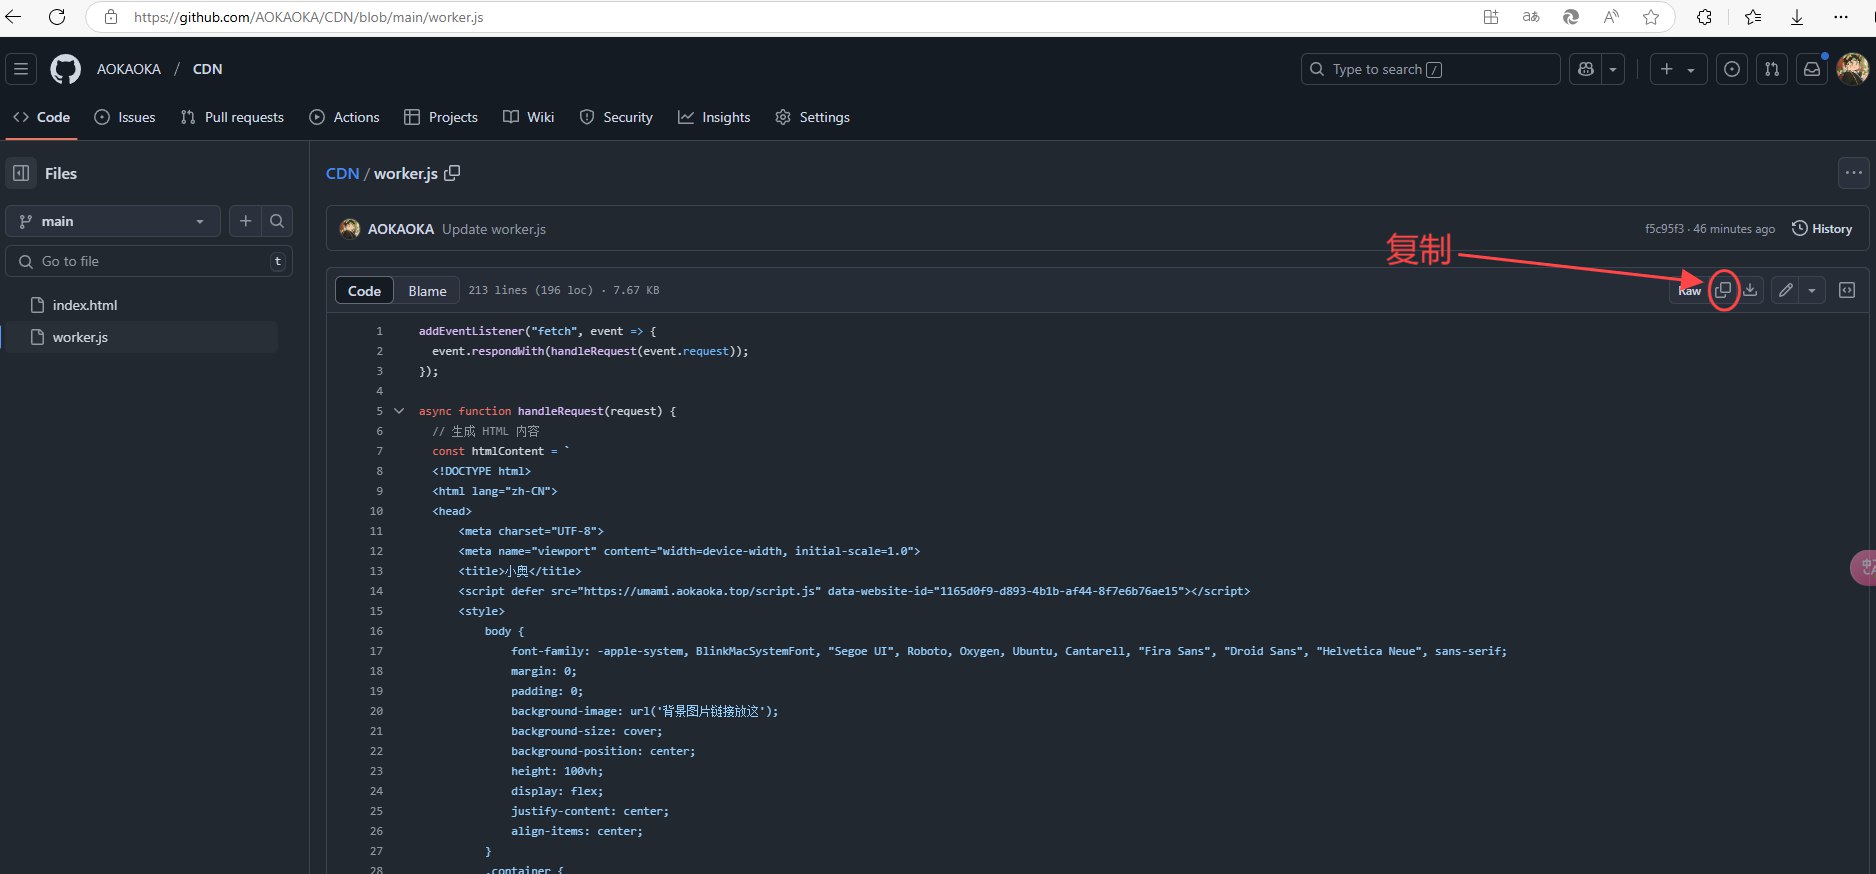 https://github.com/AOKAOKA/CDN/blob/main/worker.js
AOKAOKA / CDN
Type to search /
Code Issues Pull requests Actions Projects Wiki Security Insights Settings
Files
main
Go to file t
index.html
worker.js
CDN / worker.js
AOKAOKA Update worker.js
f5c95f3 · 46 minutes ago History
复制
Code Blame 213 lines (196 loc) · 7.67 KB
Raw
1 addEventListener("fetch", event => {
2 event.respondWith(handleRequest(event.request));
3 });
4
5 async function handleRequest(request) {
6 // 生成 HTML 内容
7 const htmlContent = `
8 <!DOCTYPE html>
9 <html lang="zh-CN">
10 <head>
11 <meta charset="UTF-8">
12 <meta name="viewport" content="width=device-width, initial-scale=1.0">
13 <title>小奥</title>
14 <script defer src="https://umami.aokaoka.top/script.js" data-website-id="1165d0f9-d893-4b1b-af44-8f7e6b76ae15"></script>
15 <style>
16 body {
17 font-family: -apple-system, BlinkMacSystemFont, "Segoe UI", Roboto, Oxygen, Ubuntu, Cantarell, "Fira Sans", "Droid Sans", "Helvetica Neue", sans-serif;
18 margin: 0;
19 padding: 0;
20 background-image: url('背景图片链接放这');
21 background-size: cover;
22 background-position: center;
23 height: 100vh;
24 display: flex;
25 justify-content: center;
26 align-items: center;
27 }
28 .container {